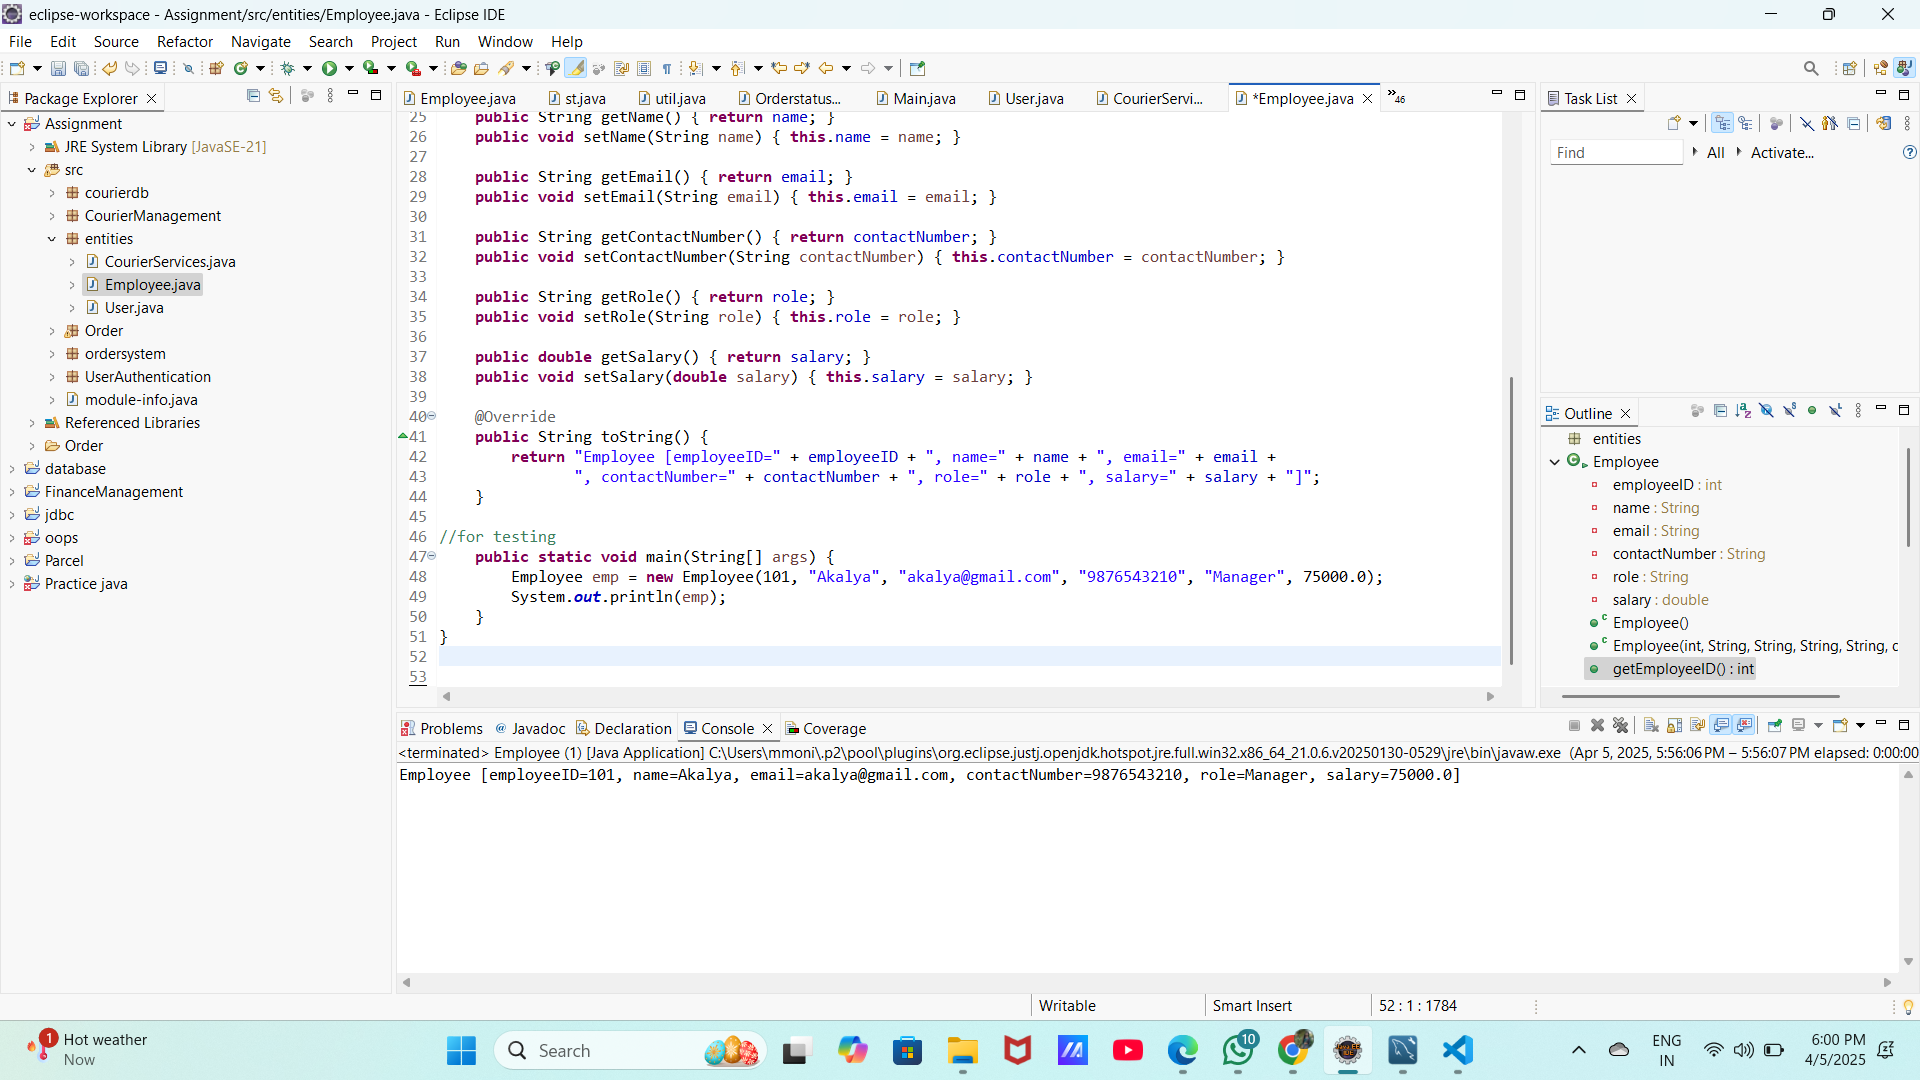 eclipse-workspace - Assignment/src/entities/Employee.java - Eclipse IDE
File Edit Source Refactor Navigate Search Project Run Window Help
Package Explorer
Assignment
JRE System Library [JavaSE-21]
src
courierdb
CourierManagement
entities
CourierServices.java
Employee.java
User.java
Order
ordersystem
UserAuthentication
module-info.java
Referenced Libraries
Order
database
FinanceManagement
jdbc
oops
Parcel
Practice java
Employee.java st.java util.java Orderstatus... Main.java User.java CourierServi... *Employee.java »46
25 public String getName() { return name; }
26 public void setName(String name) { this.name = name; }
27
28 public String getEmail() { return email; }
29 public void setEmail(String email) { this.email = email; }
30
31 public String getContactNumber() { return contactNumber; }
32 public void setContactNumber(String contactNumber) { this.contactNumber = contactNumber; }
33
34 public String getRole() { return role; }
35 public void setRole(String role) { this.role = role; }
36
37 public double getSalary() { return salary; }
38 public void setSalary(double salary) { this.salary = salary; }
39
40 @Override
41 public String toString() {
42 return "Employee [employeeID=" + employeeID + ", name=" + name + ", email=" + email +
43 ", contactNumber=" + contactNumber + ", role=" + role + ", salary=" + salary + "]";
44 }
45
46 //for testing
47 public static void main(String[] args) {
48 Employee emp = new Employee(101, "Akalya", "akalya@gmail.com", "9876543210", "Manager", 75000.0);
49 System.out.println(emp);
50 }
51 }
52
53
Task List
Find All Activate...
Outline
entities
Employee
employeeID : int
name : String
email : String
contactNumber : String
role : String
salary : double
Employee()
Employee(int, String, String, String, String, c
getEmployeeID() : int
Problems @ Javadoc Declaration Console Coverage
<terminated> Employee (1) [Java Application] C:\Users\mmoni\.p2\pool\plugins\org.eclipse.justj.openjdk.hotspot.jre.full.win32.x86_64_21.0.6.v20250130-0529\jre\bin\javaw.exe (Apr 5, 2025, 5:56:06 PM – 5:56:07 PM elapsed: 0:00:00
Employee [employeeID=101, name=Akalya, email=akalya@gmail.com, contactNumber=9876543210, role=Manager, salary=75000.0]
Writable Smart Insert 52 : 1 : 1784
1 Hot weather
Now
Search
10
ENG
IN
6:00 PM
4/5/2025